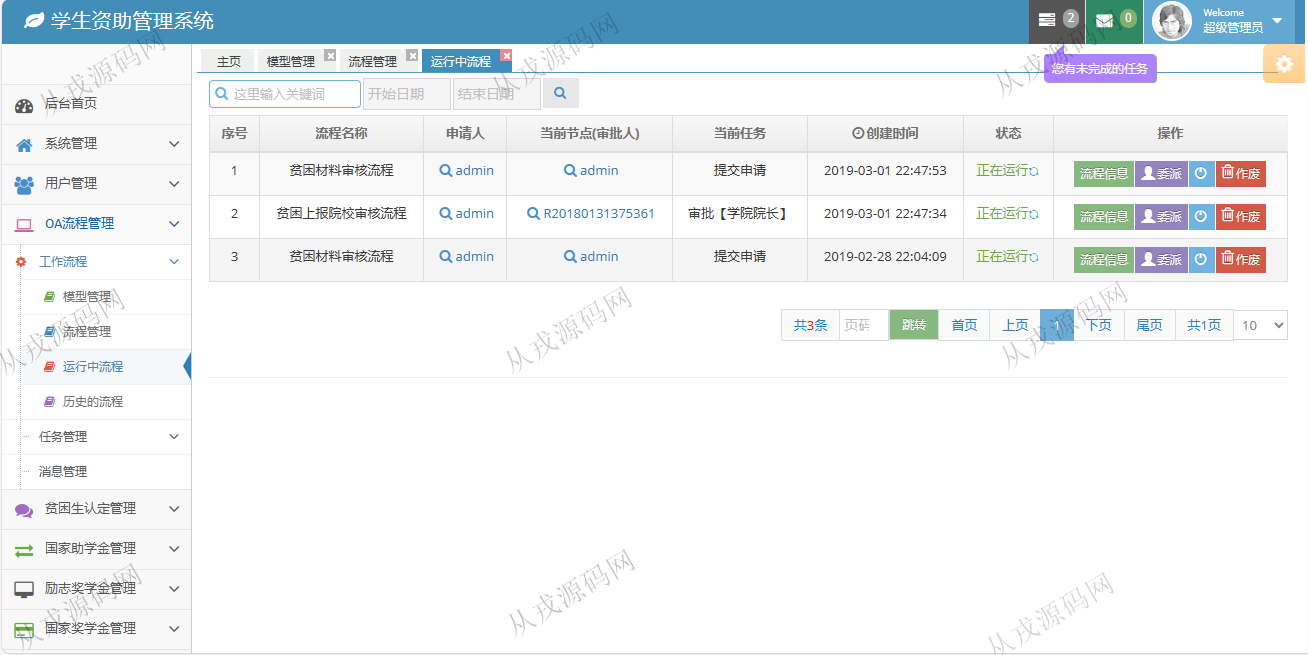 学生资助管理系统
2
0
Welcome
超级管理员
您有未完成的任务
主页
模型管理
流程管理
运行中流程
这里输入关键词
开始日期
结束日期
后台首页
系统管理
用户管理
OA流程管理
工作流程
模型管理
流程管理
运行中流程
历史的流程
任务管理
消息管理
贫困生认定管理
国家助学金管理
励志奖学金管理
国家奖学金管理
序号 流程名称 申请人 当前节点(审批人) 当前任务 创建时间 状态 操作
1 贫困材料审核流程 admin admin 提交申请 2019-03-01 22:47:53 正在运行 流程信息 委派 作废
2 贫困上报院校审核流程 admin R20180131375361 审批【学院院长】 2019-03-01 22:47:34 正在运行 流程信息 委派 作废
3 贫困材料审核流程 admin admin 提交申请 2019-02-28 22:04:09 正在运行 流程信息 委派 作废
共3条 页码 跳转 首页 上页 1 下页 尾页 共1页 10
从戎源码网
从戎源码网
从戎源码网
从戎源码网
从戎源码网
从戎源码网
从戎源码网
从戎源码网
从戎源码网